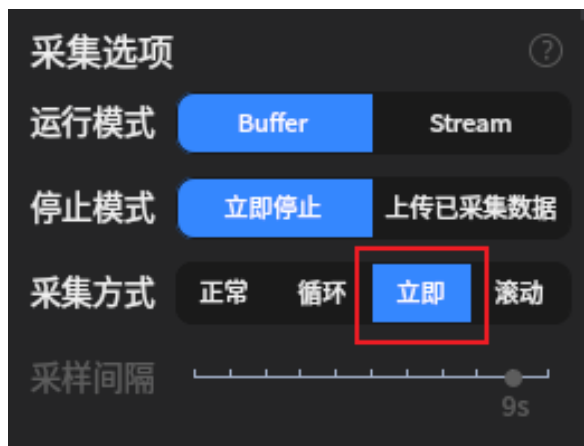 采集选项 ?
运行模式 Buffer Stream
停止模式 立即停止 上传已采集数据
采集方式 正常 循环 立即 滚动
采样间隔
9s